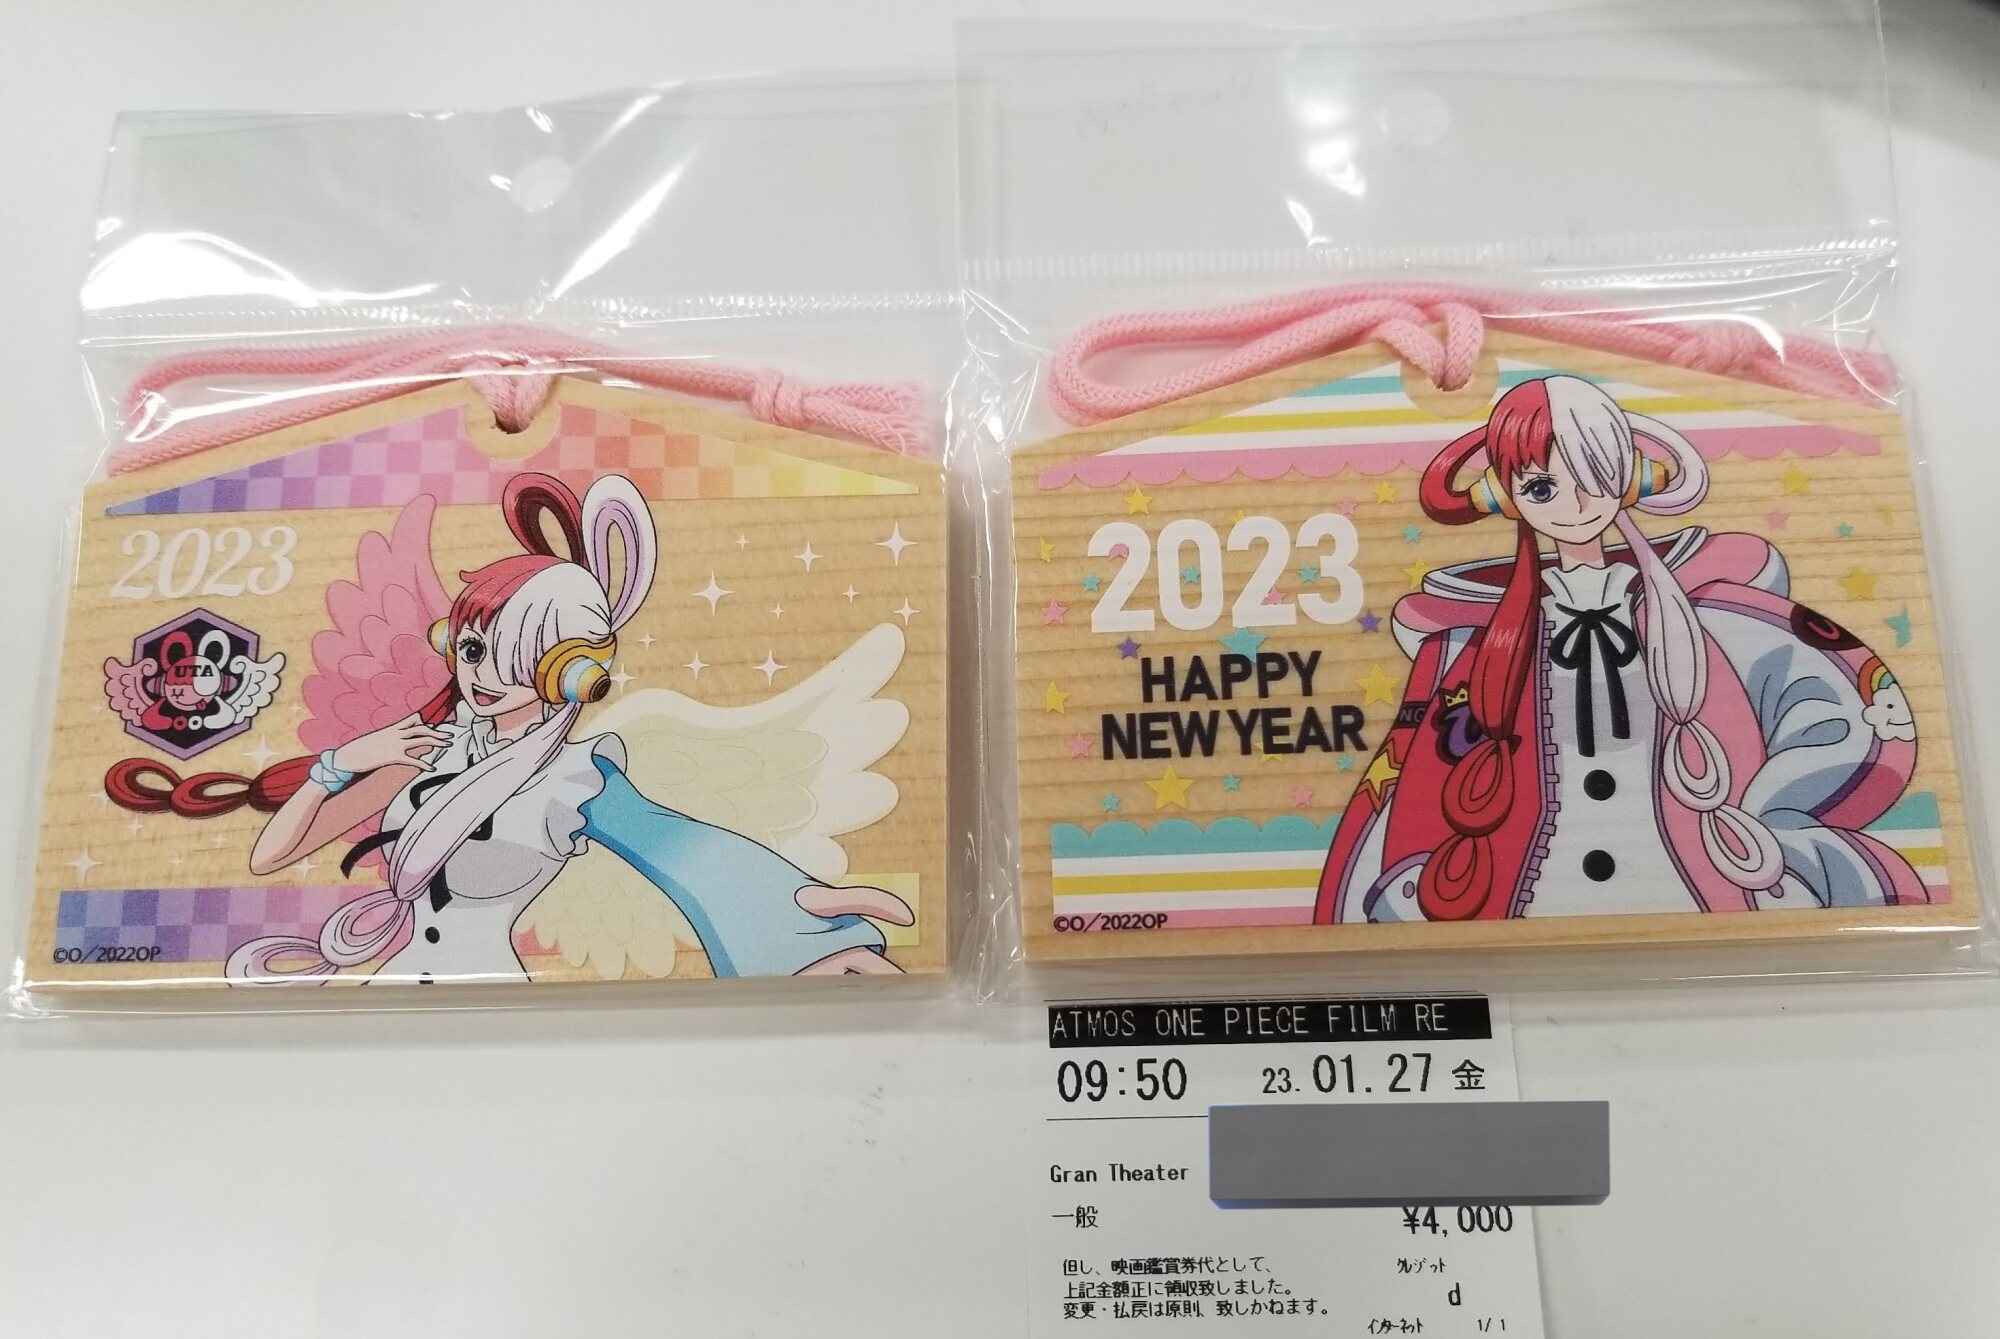 2023
UTA
©O/2022OP
2023
HAPPY
NEW YEAR
©O/2022OP
ATMOS ONE PIECE FILM RE
09:50 23.01.27 金
Gran Theater
一般 ¥4,000
但し、映画鑑賞券代として、
上記金額正に領収致しました。
変更・払戻は原則、致しかねます。
クレジット
d
インターネット 1/1